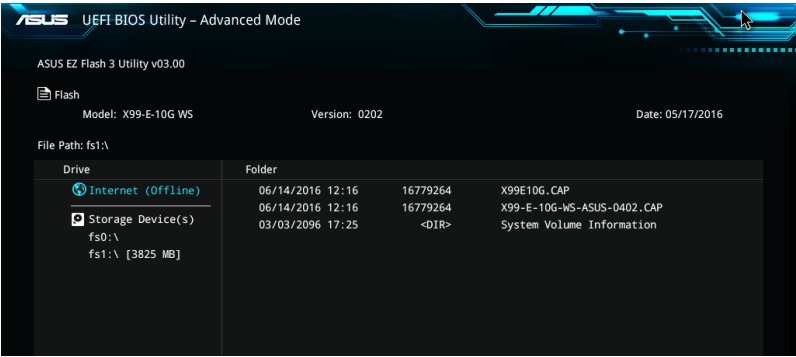 ASUS UEFI BIOS Utility – Advanced Mode
ASUS EZ Flash 3 Utility v03.00
Flash
Model: X99-E-10G WS Version: 0202 Date: 05/17/2016
File Path: fs1:\
Drive Folder
Internet (Offline) 06/14/2016 12:16 16779264 X99E10G.CAP
06/14/2016 12:16 16779264 X99-E-10G-WS-ASUS-0402.CAP
Storage Device(s) 03/03/2096 17:25 <DIR> System Volume Information
fs0:\
fs1:\ [3825 MB]